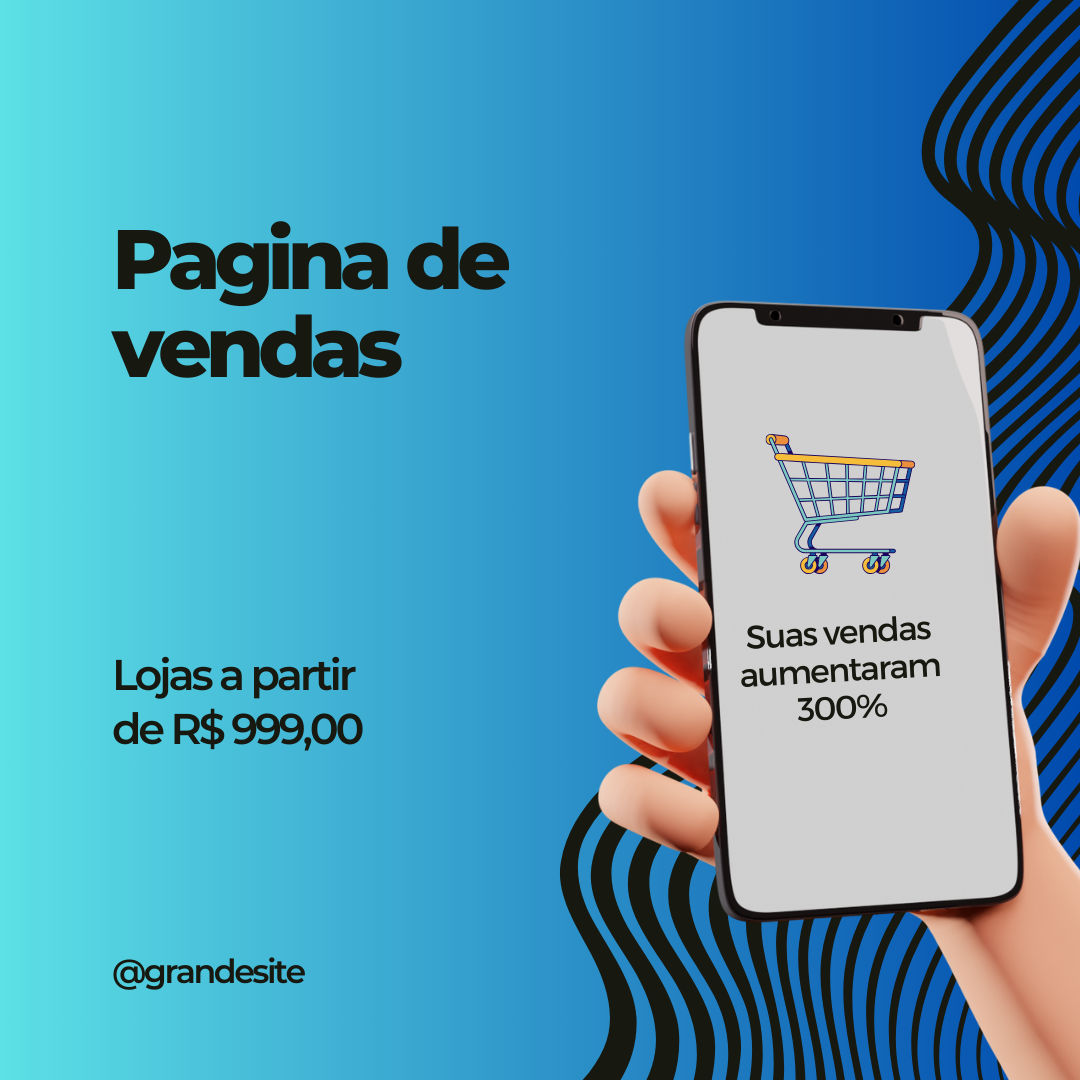 Pagina de
vendas
Lojas a partir
de R$ 999,00
@grandesite
Suas vendas
aumentaram
300%